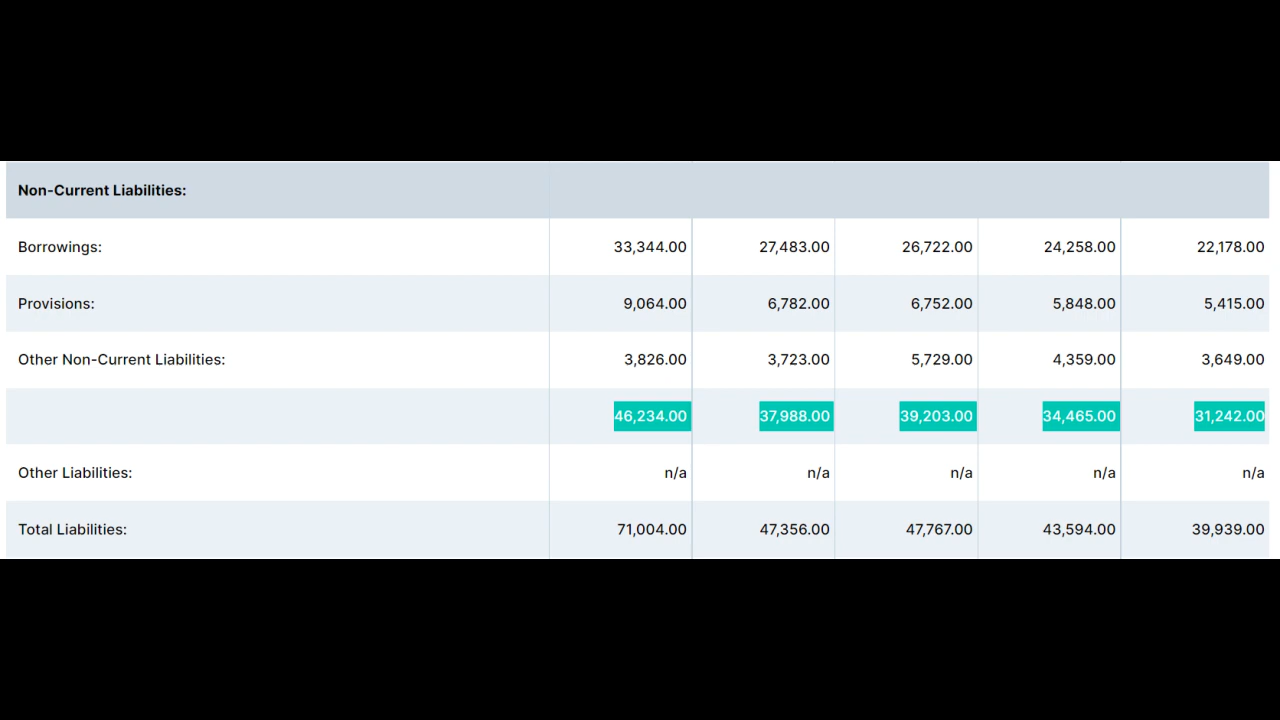 Non-Current Liabilities:
Borrowings: 33,344.00 27,483.00 26,722.00 24,258.00 22,178.00
Provisions: 9,064.00 6,782.00 6,752.00 5,848.00 5,415.00
Other Non-Current Liabilities: 3,826.00 3,723.00 5,729.00 4,359.00 3,649.00
46,234.00 37,988.00 39,203.00 34,465.00 31,242.00
Other Liabilities: n/a n/a n/a n/a n/a
Total Liabilities: 71,004.00 47,356.00 47,767.00 43,594.00 39,939.00